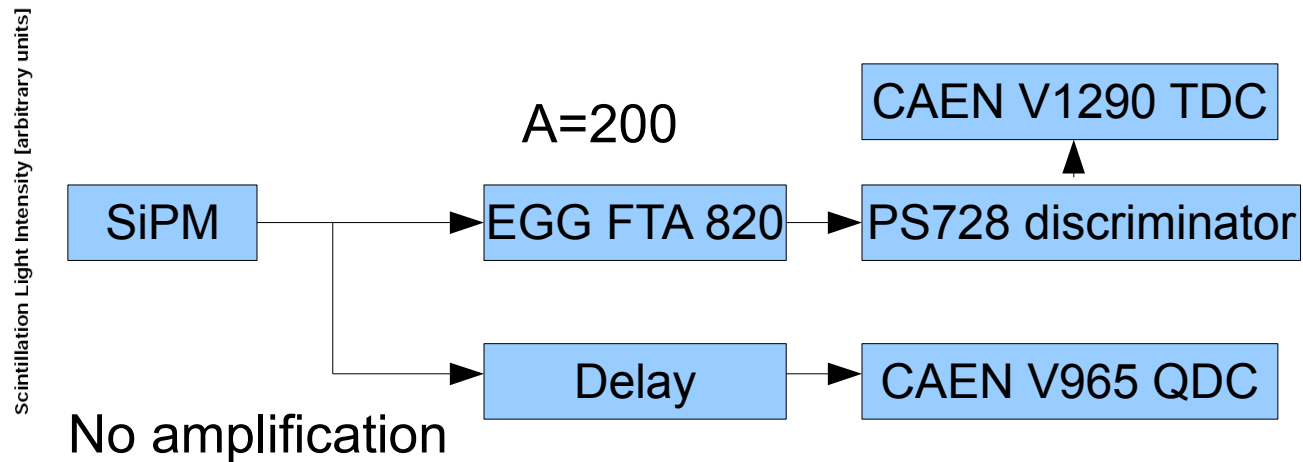 Scintillation Light Intensity [arbitrary units]
CAEN V1290 TDC
A=200
SiPM
EGG FTA 820
PS728 discriminator
Delay
CAEN V965 QDC
No amplification